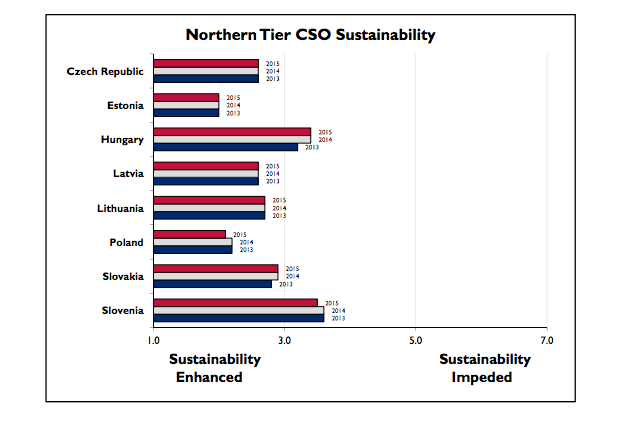 Northern Tier CSO Sustainability
Czech Republic
2015
2014
2013
Estonia
2015
2014
2013
Hungary
2015
2014
2013
Latvia
2015
2014
2013
Lithuania
2015
2014
2013
Poland
2015
2014
2013
Slovakia
2015
2014
2013
Slovenia
2015
2014
2013
1.0 3.0 5.0 7.0
Sustainability Sustainability
Enhanced Impeded